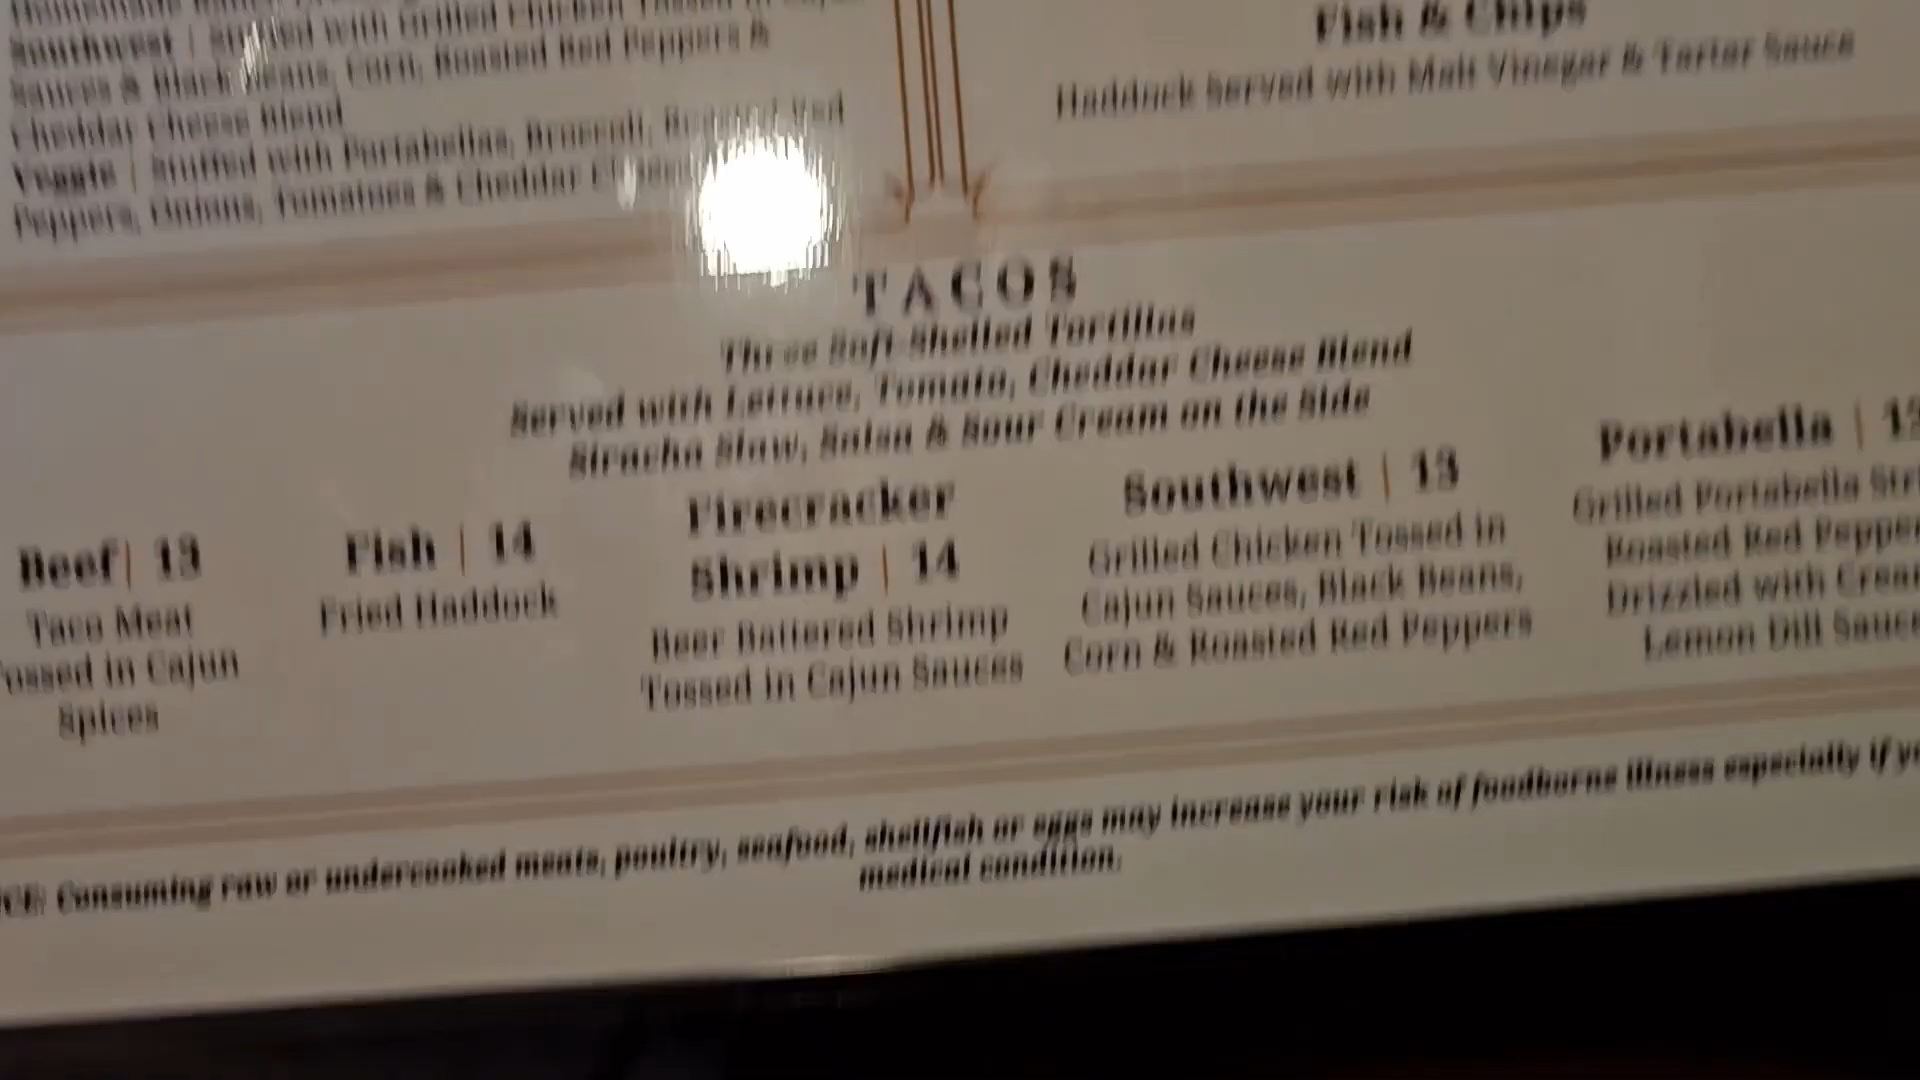 Southwest | Stuffed with Grilled Chicken Tossed in
Sauces & Black Beans, Corn, Roasted Red Peppers &
Cheddar Cheese Blend
Veggie | Stuffed with Portabellas, Broccoli, Roasted Red
Peppers, Onions, Tomatoes & Cheddar Cheese
Fish & Chips
Haddock Served with Malt Vinegar & Tartar Sauce
TACOS
Three Soft-Shelled Tortillas
Served with Lettuce, Tomato, Cheddar Cheese Blend
Siracha Slaw, Salsa & Sour Cream on the Side
Beef | 13
Taco Meat
Tossed in Cajun
Spices
Fish | 14
Fried Haddock
Firecracker
Shrimp | 14
Beer Battered Shrimp
Tossed in Cajun Sauces
Southwest | 13
Grilled Chicken Tossed in
Cajun Sauces, Black Beans,
Corn & Roasted Red Peppers
Portabella |
Grilled Portabella
Roasted Red Pepper
Drizzled with
Lemon Dill Sauce
Consuming raw or undercooked meats, poultry, seafood, shellfish or eggs may increase your risk of foodborne illness especially if
medical condition.